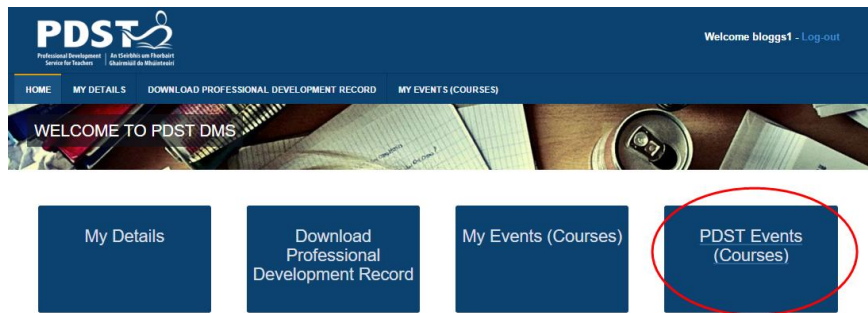 PDST
Professional Development | An tSeirbhís um Fhorbairt
Service for Teachers | Ghairmiúil do Mhúinteoirí
Welcome bloggs1 - Log-out
HOME MY DETAILS DOWNLOAD PROFESSIONAL DEVELOPMENT RECORD MY EVENTS (COURSES)
WELCOME TO PDST DMS
My Details
Download
Professional
Development Record
My Events (Courses)
PDST Events
(Courses)